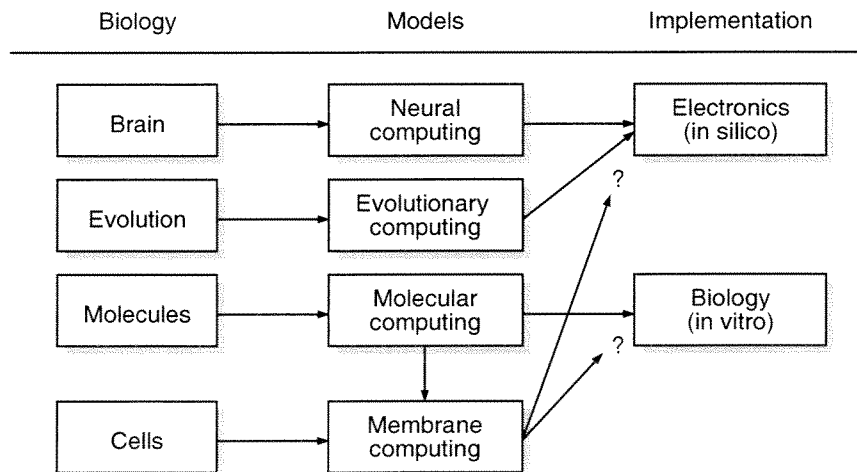 Biology Models Implementation
Brain
Neural
computing
Electronics
(in silico)
Evolution
Evolutionary
computing
?
Molecules
Molecular
computing
Biology
(in vitro)
?
Cells
Membrane
computing